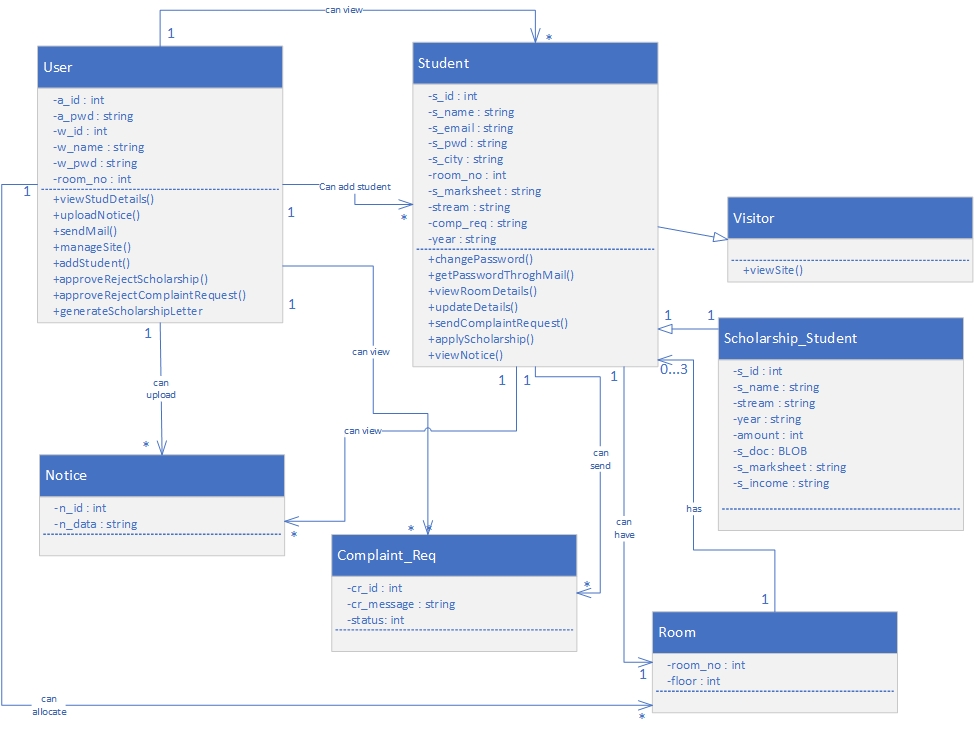 can view
1
*
User
-a_id : int
-a_pwd : string
-w_id : int
-w_name : string
-w_pwd : string
-room_no : int
+viewStudDetails()
+uploadNotice()
+sendMail()
+manageSite()
+addStudent()
+approveRejectScholarship()
+approveRejectComplaintRequest()
+generateScholarshipLetter
1
Can add student
1
*
Student
-s_id : int
-s_name : string
-s_email : string
-s_pwd : string
-s_city : string
-room_no : int
-s_marksheet : string
-stream : string
-comp_req : string
-year : string
+changePassword()
+getPasswordThroghMail()
+viewRoomDetails()
+updateDetails()
+sendComplaintRequest()
+applyScholarship()
+viewNotice()
Visitor
+viewSite()
1
1
Scholarship_Student
-s_id : int
-s_name : string
-stream : string
-year : string
-amount : int
-s_doc : BLOB
-s_marksheet : string
-s_income : string
0...3
1
can view
1
can
upload
*
1
1
1
can view
can
send
Notice
-n_id : int
-n_data : string
*
*
*
Complaint_Req
-cr_id : int
-cr_message : string
-status: int
*
can
have
has
1
Room
-room_no : int
-floor : int
1
can
allocate
*